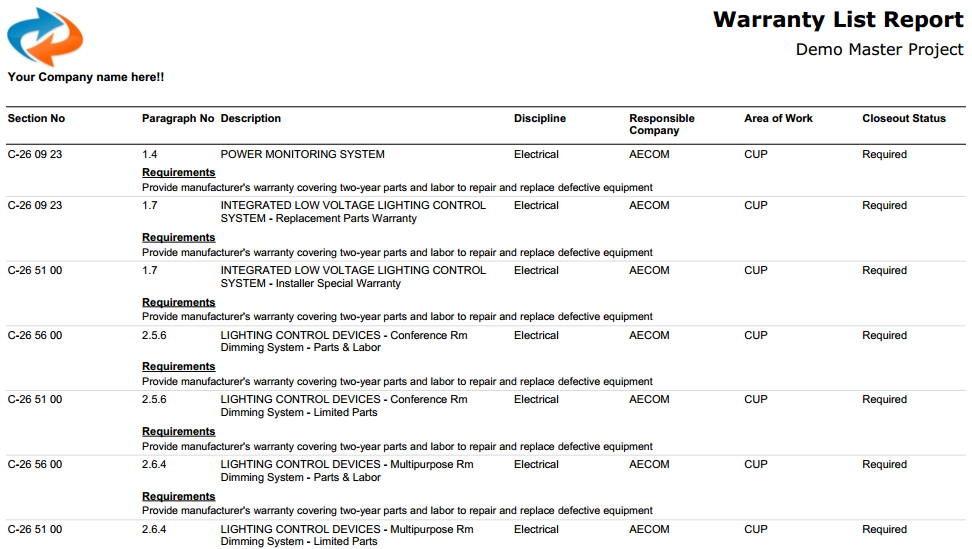 Warranty List Report
Demo Master Project
Your Company name here!!
Section No Paragraph No Description Discipline Responsible Company Area of Work Closeout Status
C-26 09 23 1.4 POWER MONITORING SYSTEM Electrical AECOM CUP Required
Requirements
Provide manufacturer's warranty covering two-year parts and labor to repair and replace defective equipment
C-26 09 23 1.7 INTEGRATED LOW VOLTAGE LIGHTING CONTROL Electrical AECOM CUP Required
SYSTEM - Replacement Parts Warranty
Requirements
Provide manufacturer's warranty covering two-year parts and labor to repair and replace defective equipment
C-26 51 00 1.7 INTEGRATED LOW VOLTAGE LIGHTING CONTROL Electrical AECOM CUP Required
SYSTEM - Installer Special Warranty
Requirements
Provide manufacturer's warranty covering two-year parts and labor to repair and replace defective equipment
C-26 56 00 2.5.6 LIGHTING CONTROL DEVICES - Conference Rm Electrical AECOM CUP Required
Dimming System - Parts & Labor
Requirements
Provide manufacturer's warranty covering two-year parts and labor to repair and replace defective equipment
C-26 51 00 2.5.6 LIGHTING CONTROL DEVICES - Conference Rm Electrical AECOM CUP Required
Dimming System - Limited Parts
Requirements
Provide manufacturer's warranty covering two-year parts and labor to repair and replace defective equipment
C-26 56 00 2.6.4 LIGHTING CONTROL DEVICES - Multipurpose Rm Electrical AECOM CUP Required
Dimming System - Parts & Labor
Requirements
Provide manufacturer's warranty covering two-year parts and labor to repair and replace defective equipment
C-26 51 00 2.6.4 LIGHTING CONTROL DEVICES - Multipurpose Rm Electrical AECOM CUP Required
Dimming System - Limited Parts